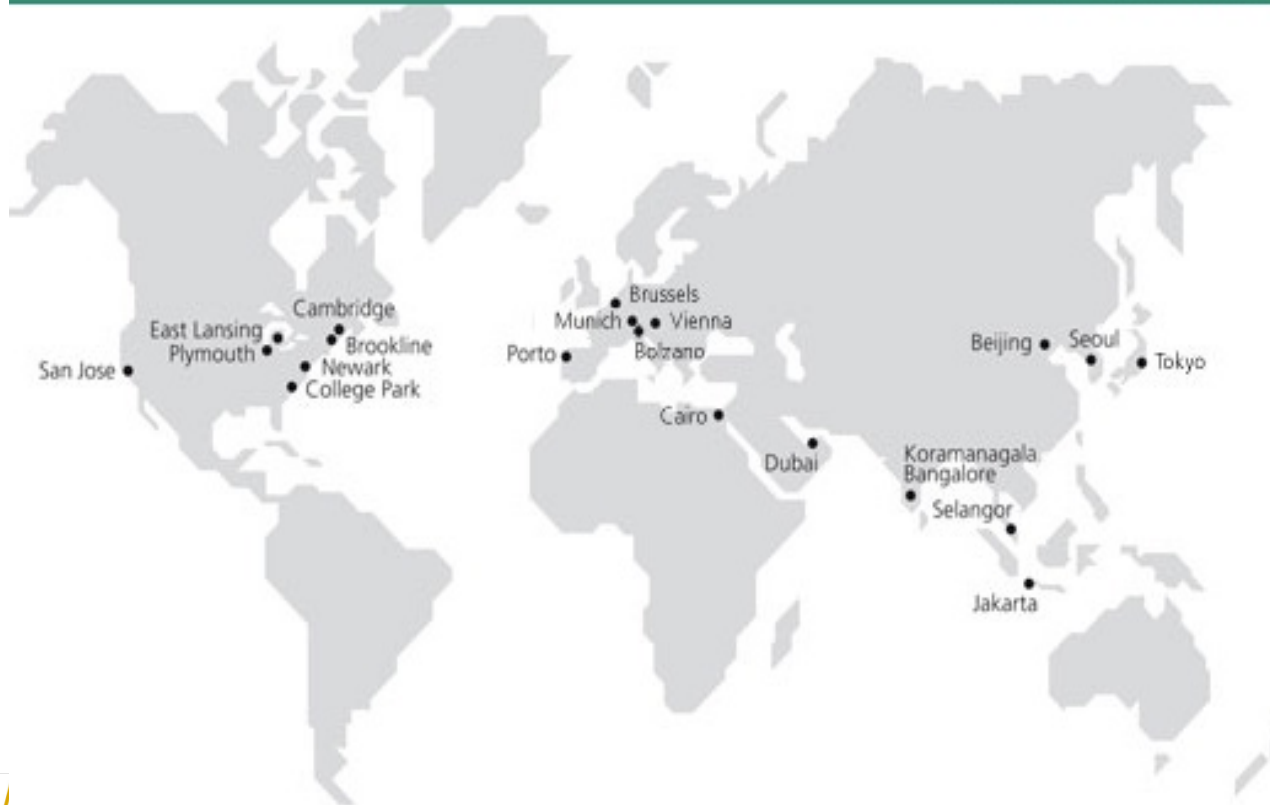 Cambridge
East Lansing
Plymouth
Brookline
San Jose
Newark
College Park
Brussels
Munich
Vienna
Porto
Bolzano
Cairo
Dubai
Beijing
Seoul
Tokyo
Koramanagala
Bangalore
Selangor
Jakarta